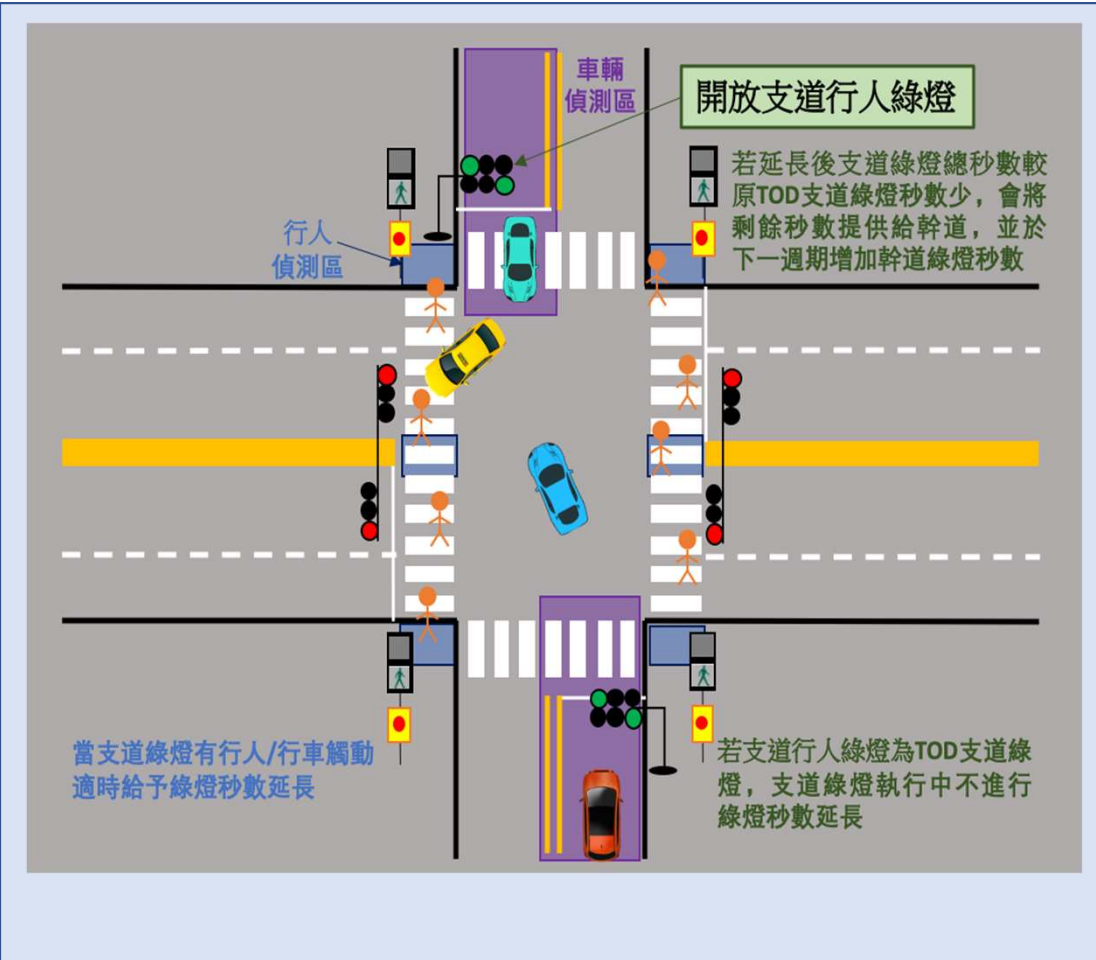 車輛
偵測區
開放支道行人綠燈
若延長後支道綠燈總秒數較
原TOD支道綠燈秒數少，會將
剩餘秒數提供給幹道，並於
下一週期增加幹道綠燈秒數
行人
偵測區
當支道綠燈有行人/行車觸動
適時給予綠燈秒數延長
若支道行人綠燈為TOD支道綠
燈，支道綠燈執行中不進行
綠燈秒數延長